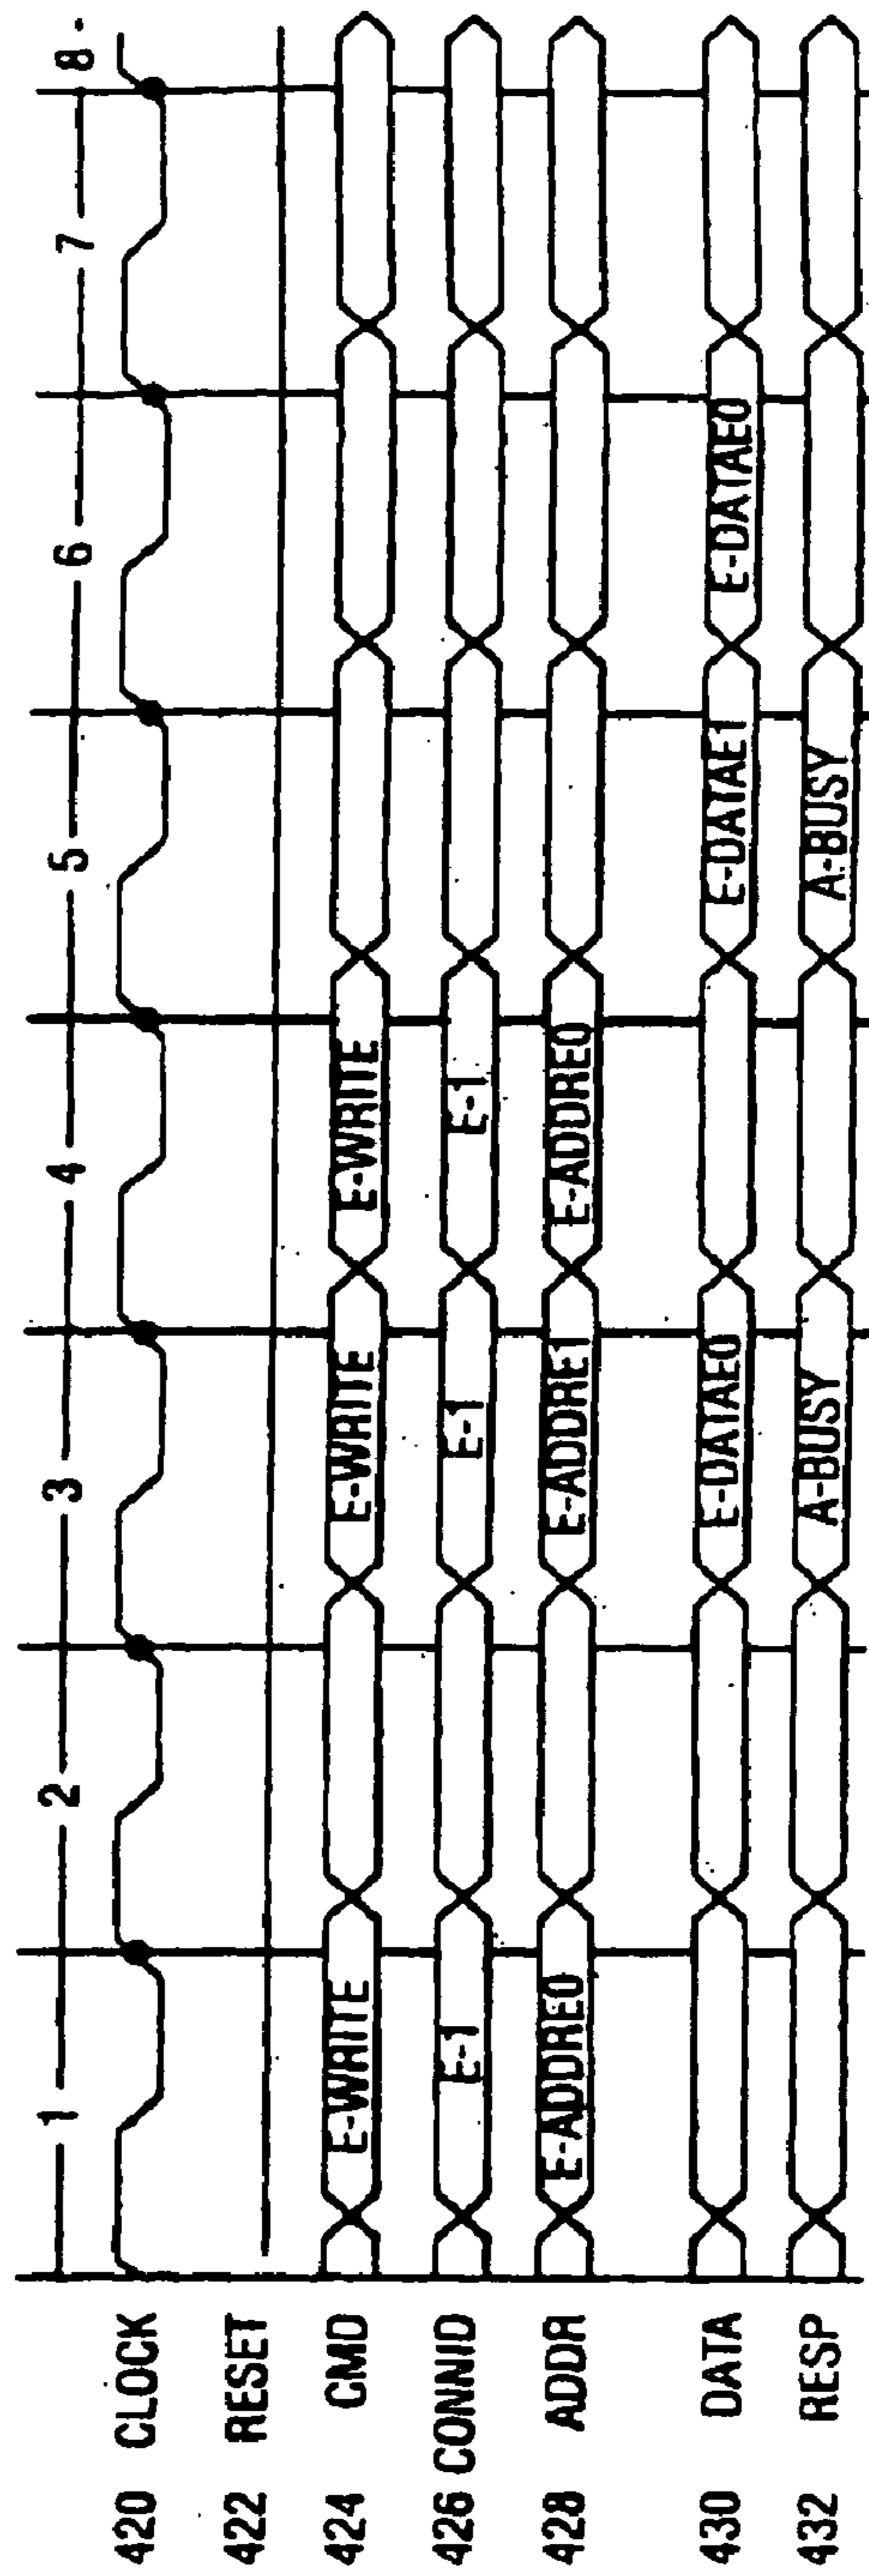 1 2 3 4 5 6 7 8
420 CLOCK
422 RESET
424 CMD E-WRITE E-WRITE E-WRITE
426 CONNID E-1 E-1 E-1
428 ADDR E-ADDRE0 E-ADDRE1 E-ADDRE0
430 DATA E-DATAE0 E-DATAE1 E-DATAE0
432 RESP A-BUSY A-BUSY